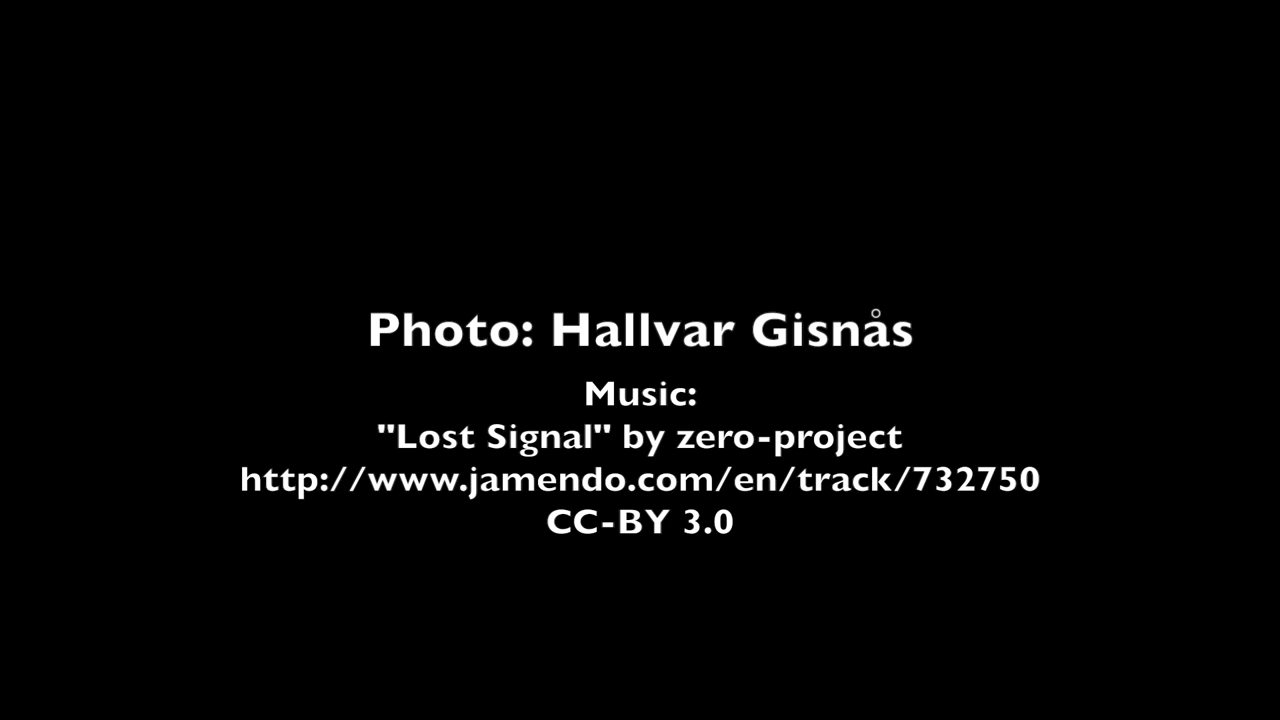 Photo: Hallvar Gisnås
Music:
"Lost Signal" by zero-project
http://www.jamendo.com/en/track/732750
CC-BY 3.0